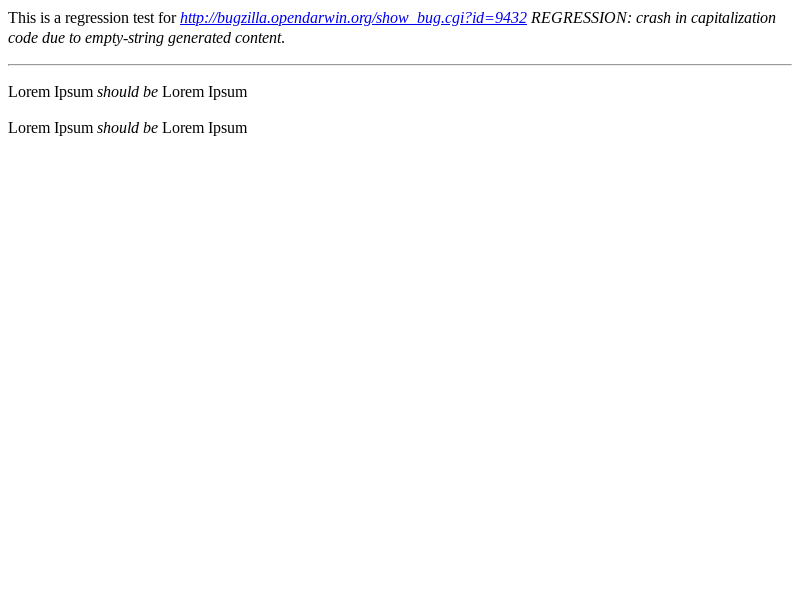 This is a regression test for http://bugzilla.opendarwin.org/show_bug.cgi?id=9432 REGRESSION: crash in capitalization
code due to empty-string generated content.
Lorem Ipsum should be Lorem Ipsum
Lorem Ipsum should be Lorem Ipsum